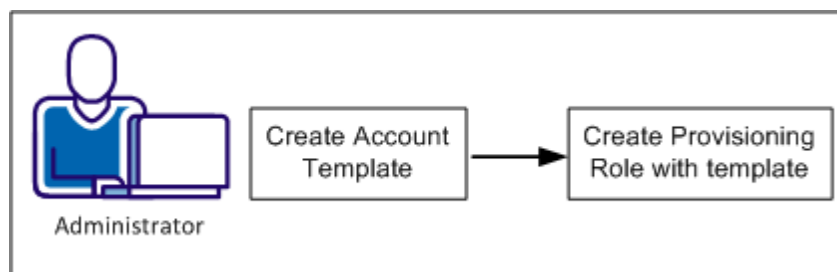 Create Account
Template
Create Provisioning
Role with template
Administrator